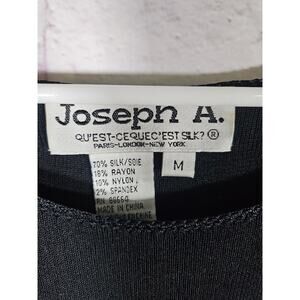 Joseph A.
QU'EST-CEQUEC'EST SILK? ®
PARIS-LONDON-NEW YORK
70% SILK/SOIE
18% RAYON
10% NYLON
2% SPANDEX
RN
MADE IN CHINA
M